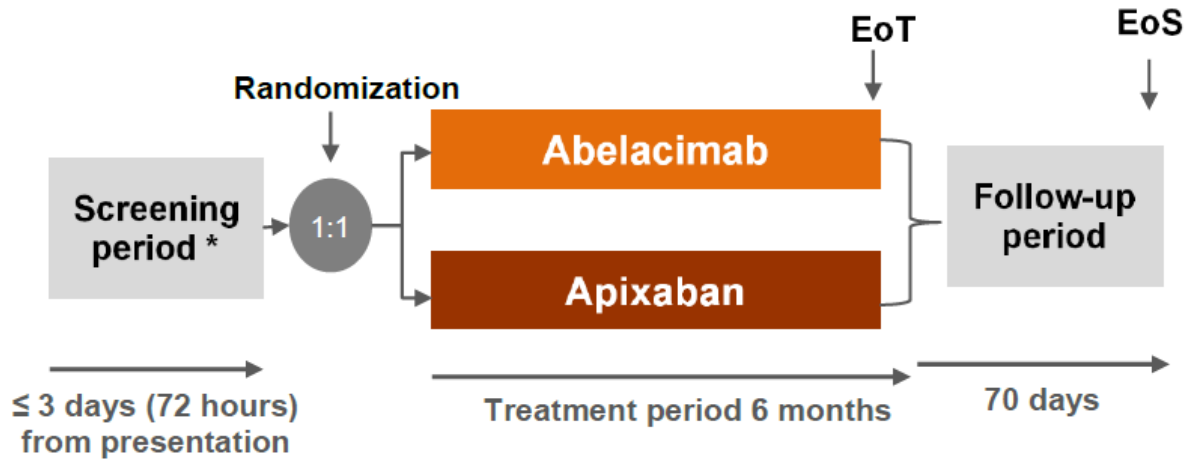 EoT
EoS
Randomization
Abelacimab
Screening
period *
1:1
Follow-up
period
Apixaban
≤ 3 days (72 hours)
from presentation
Treatment period 6 months
70 days